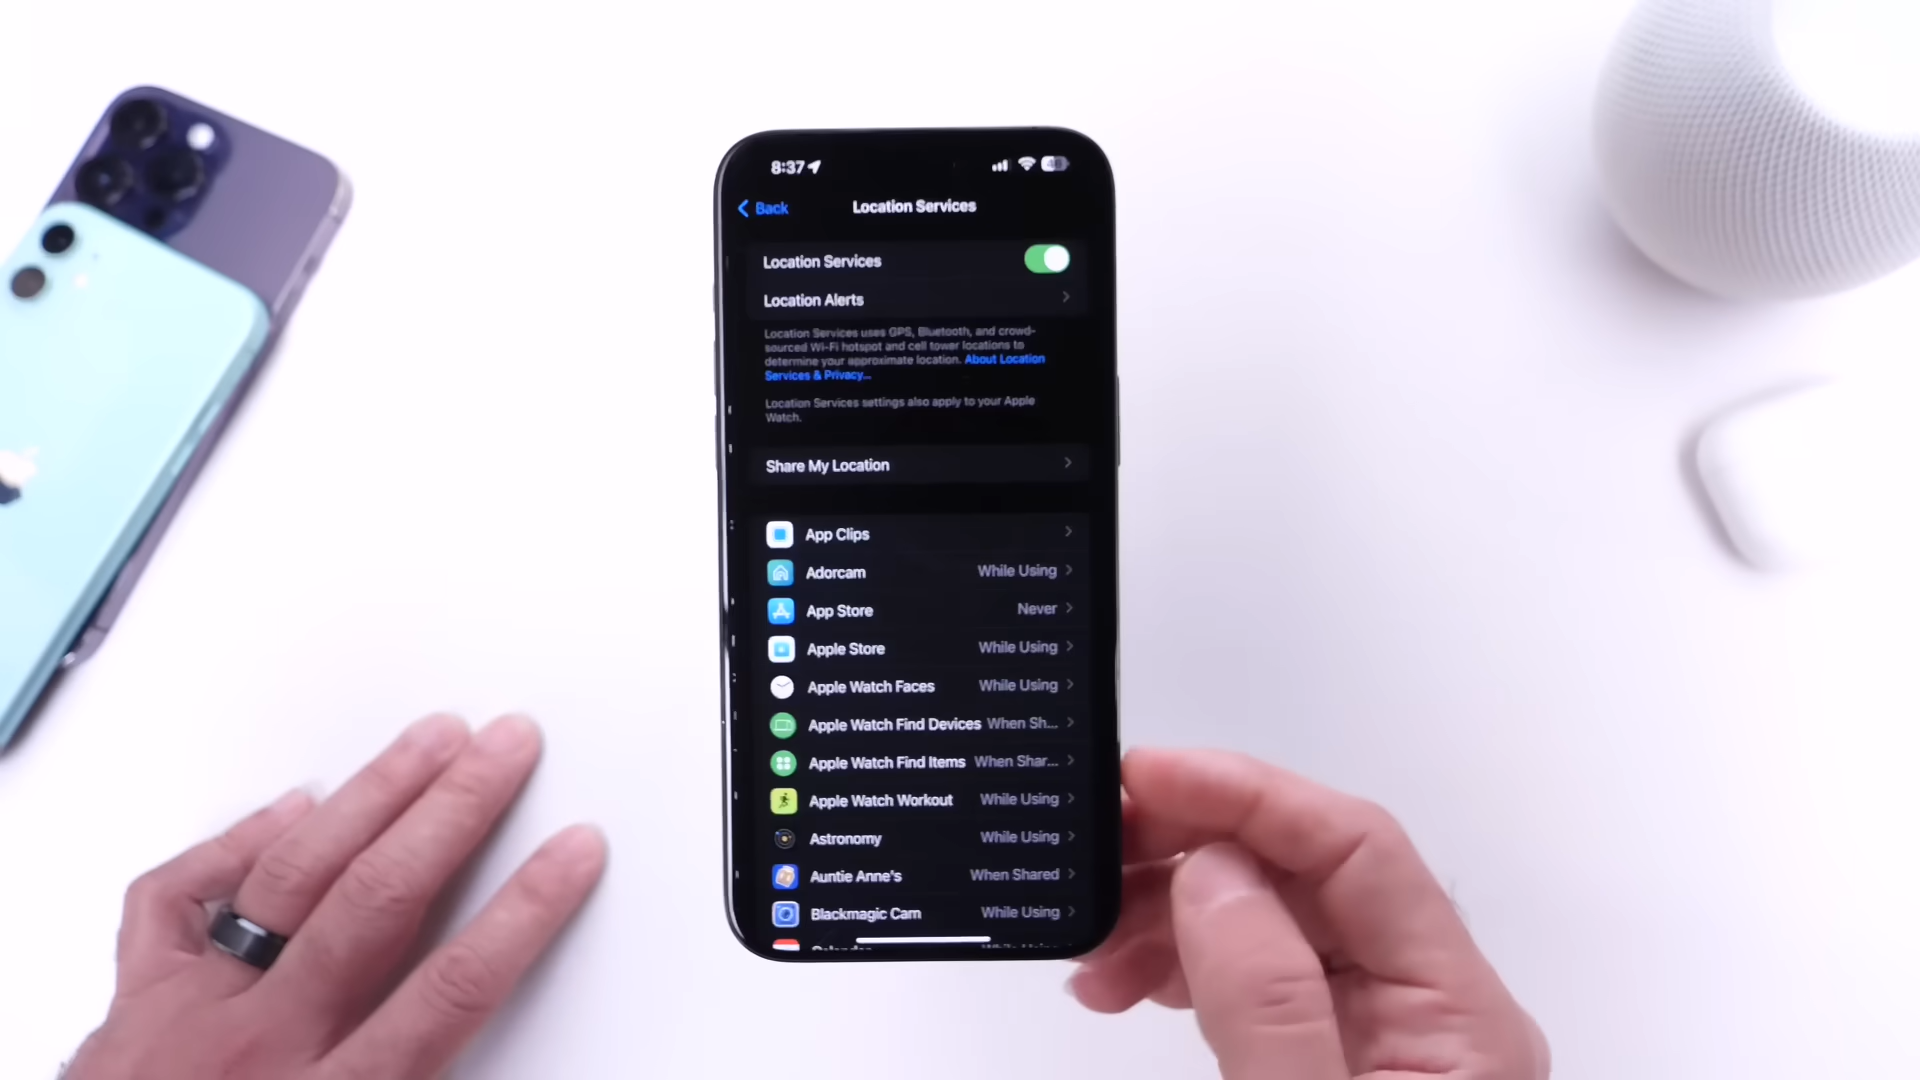 8:37
Back
Location Services
Location Services
Location Alerts
Location Services uses GPS, Bluetooth, and crowd-
sourced Wi-Fi hotspot and cell tower locations to
determine your approximate location. About Location
Services & Privacy...
Location Services settings also apply to your Apple
Watch.
Share My Location
App Clips
Adorcam While Using
App Store Never
Apple Store While Using
Apple Watch Faces While Using
Apple Watch Find Devices When Sh...
Apple Watch Find Items When Shar...
Apple Watch Workout While Using
Astronomy While Using
Auntie Anne's When Shared
Blackmagic Cam While Using